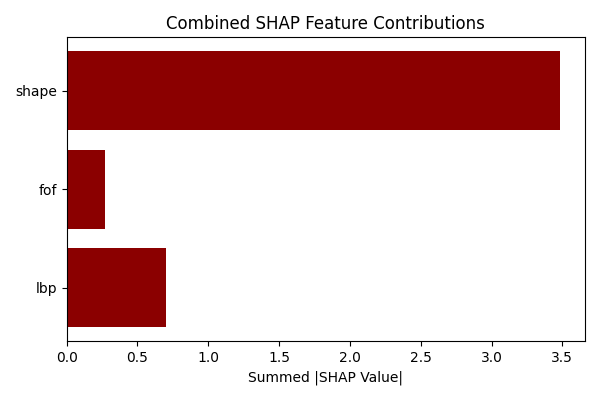 Combined SHAP Feature Contributions
shape
fof
lbp
0.0 0.5 1.0 1.5 2.0 2.5 3.0 3.5
Summed |SHAP Value|